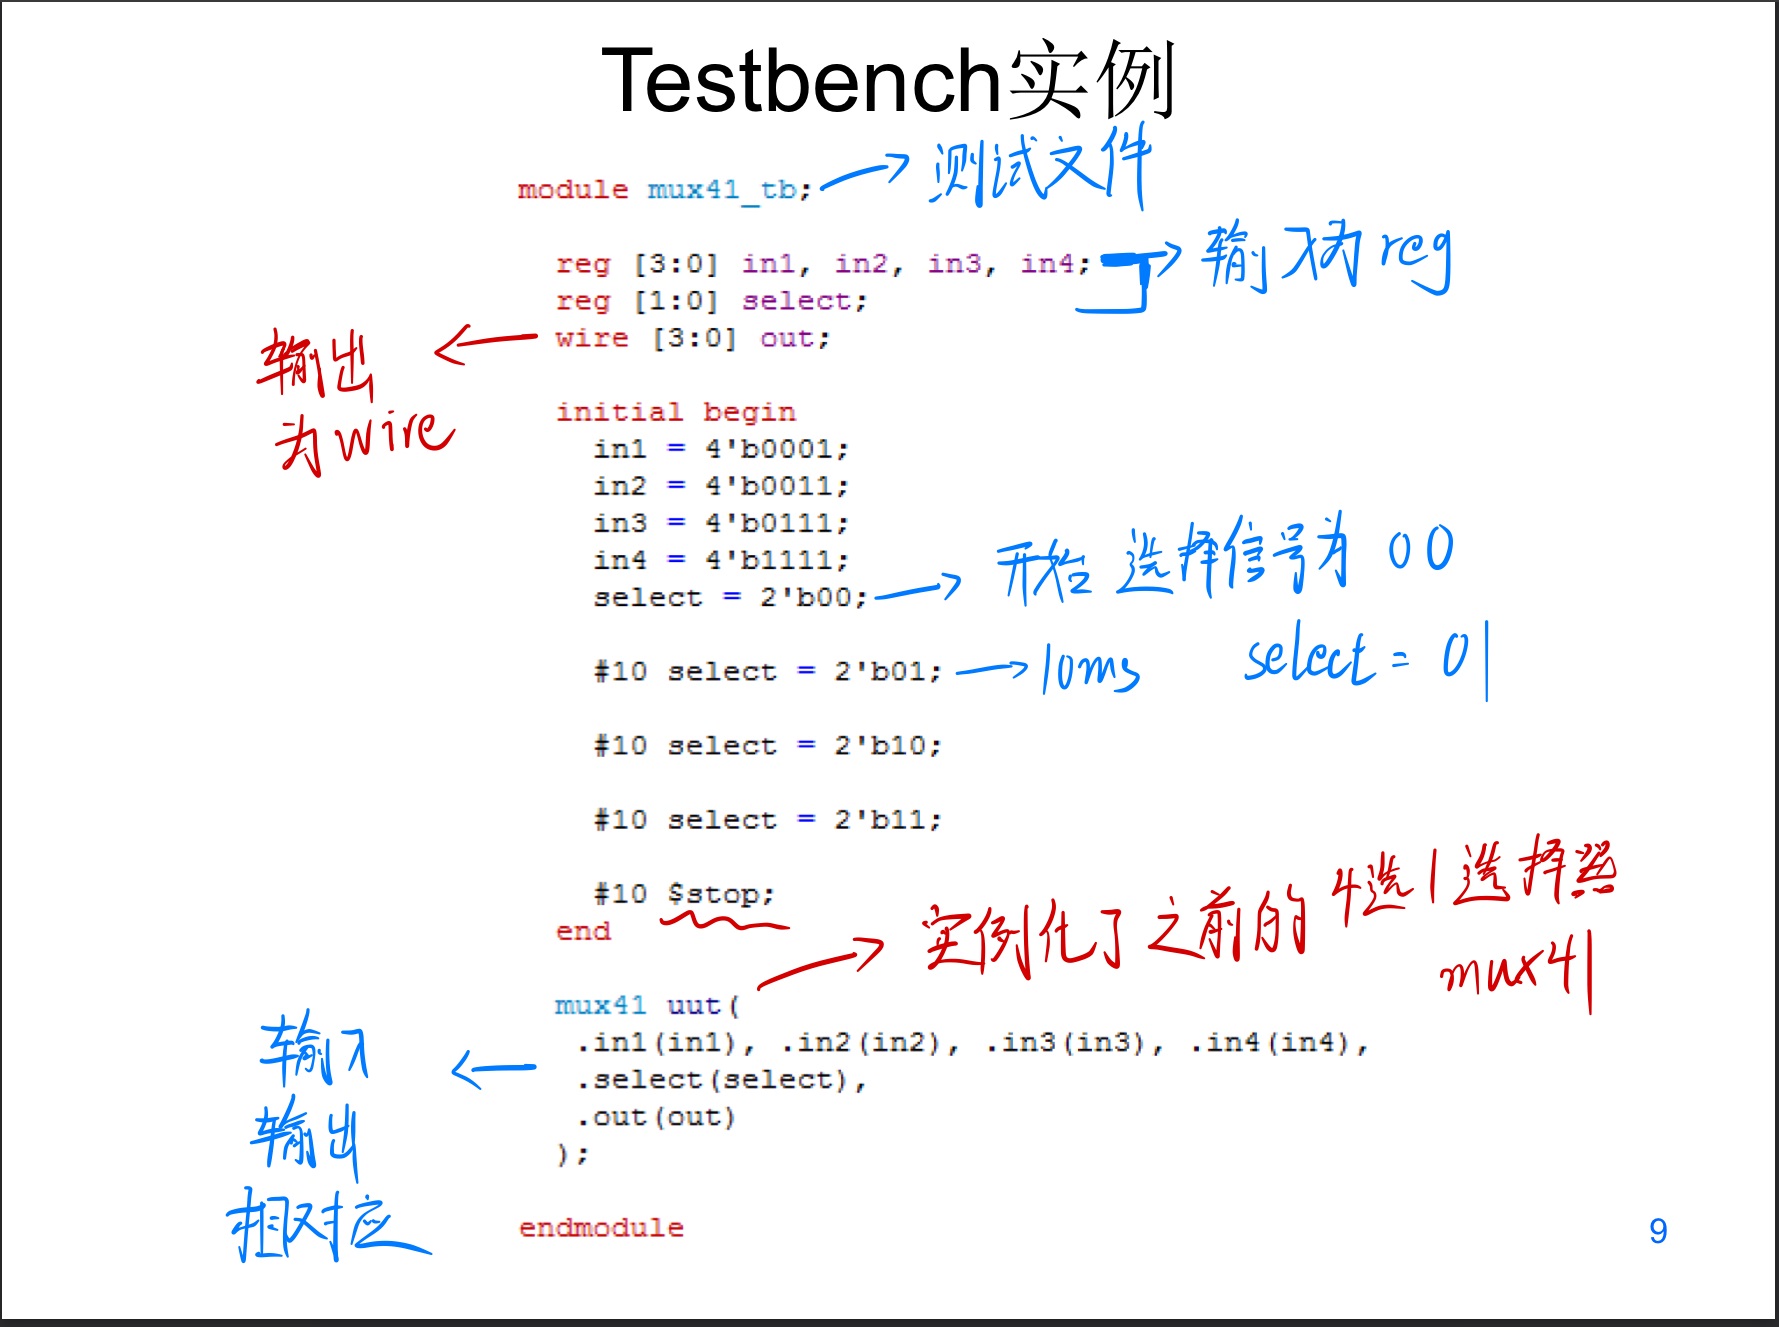 Testbench实例
module mux41_tb; 测试文件
reg [3:0] in1, in2, in3, in4; 输入为reg
reg [1:0] select;
wire [3:0] out;
输出
为wire
initial begin
in1 = 4'b0001;
in2 = 4'b0011;
in3 = 4'b0111;
in4 = 4'b1111;
select = 2'b00; 开始 选择信号为 00
#10 select = 2'b01; 10ms select = 01
#10 select = 2'b10;
#10 select = 2'b11;
#10 $stop;
end
实例化了之前的4选1选择器
mux41
mux41 uut(
.in1(in1), .in2(in2), .in3(in3), .in4(in4),
.select(select),
.out(out)
);
输入
输出
相对应
endmodule
9